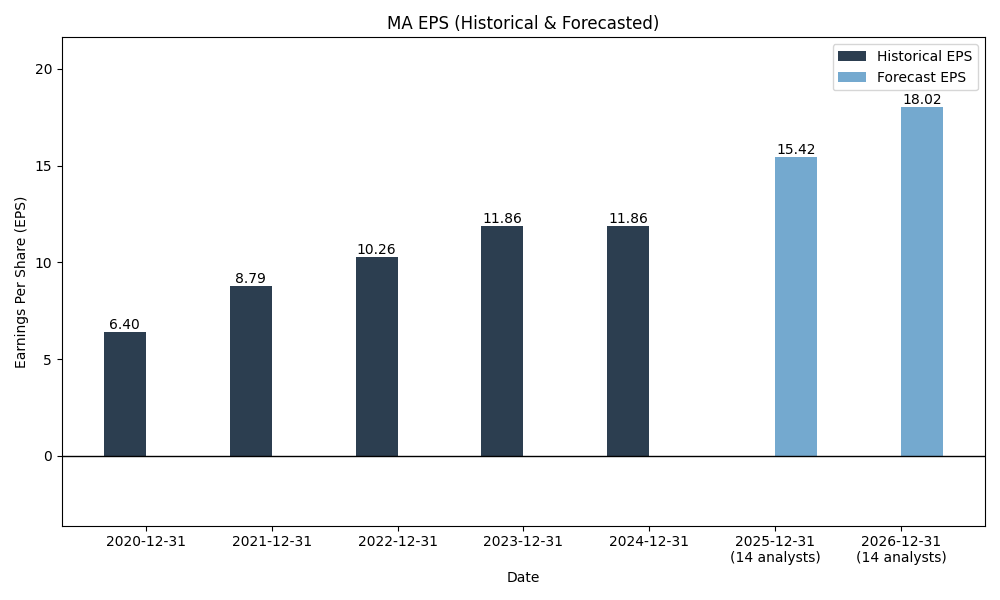 MA EPS (Historical & Forecasted)
Historical EPS
Forecast EPS
Earnings Per Share (EPS)
20
15
10
5
0
6.40
8.79
10.26
11.86
11.86
15.42
18.02
2020-12-31
2021-12-31
2022-12-31
2023-12-31
2024-12-31
2025-12-31
(14 analysts)
2026-12-31
(14 analysts)
Date